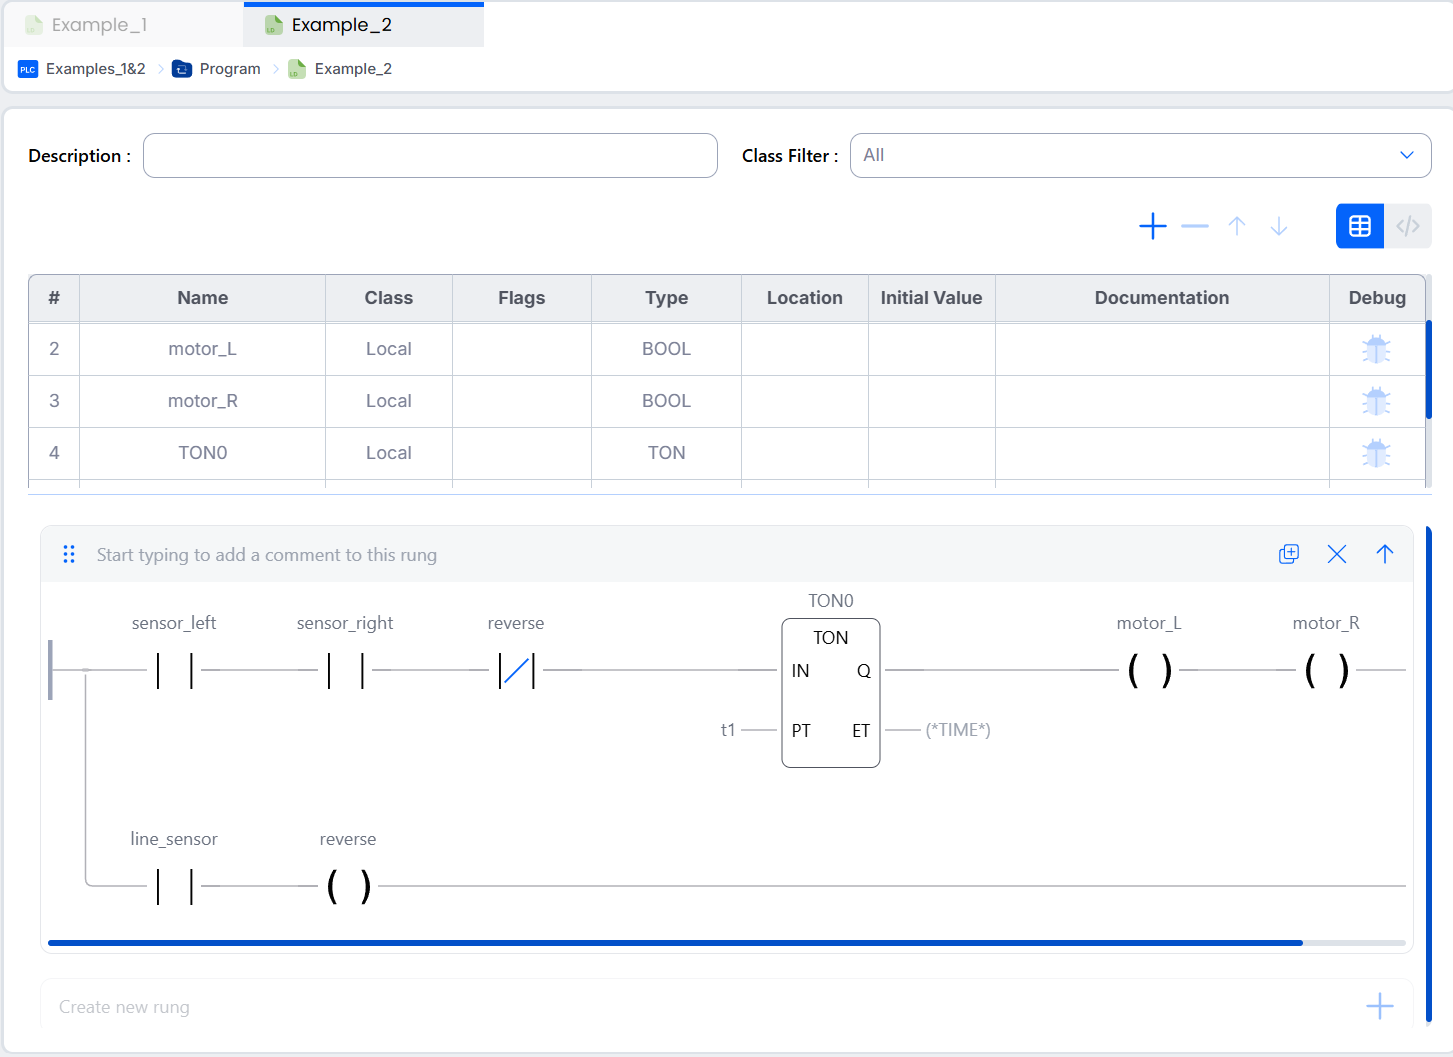 Example_1
Example_2
PLC Examples_1&2 Program LD Example_2
Description :
Class Filter : All
# Name Class Flags Type Location Initial Value Documentation Debug
2 motor_L Local BOOL
3 motor_R Local BOOL
4 TON0 Local TON
Start typing to add a comment to this rung
TON0
sensor_left sensor_right reverse motor_L motor_R
TON
IN Q
t1 PT ET (*TIME*)
line_sensor reverse
Create new rung